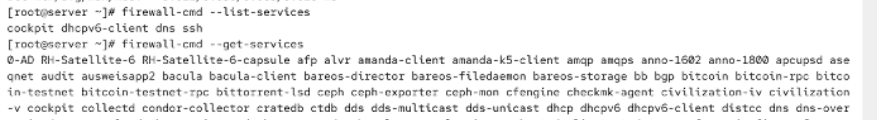 [root@server ~]# firewall-cmd --list-services
cockpit dhcpv6-client dns ssh
[root@server ~]# firewall-cmd --get-services
0-AD RH-Satellite-6 RH-Satellite-6-capsule afp alvr amanda-client amanda-k5-client amqp amqps anno-1602 anno-1800 apcupsd ase
qnet audit ausweisapp2 bacula bacula-client bareos-director bareos-filedaemon bareos-storage bb bgp bitcoin bitcoin-rpc bitco
in-testnet bitcoin-testnet-rpc bittorrent-lsd ceph ceph-exporter ceph-mon cfengine checkmk-agent civilization-iv civilization
-v cockpit collectd condor-collector cratedb ctdb dds dds-multicast dds-unicast dhcp dhcpv6 dhcpv6-client distcc dns dns-over